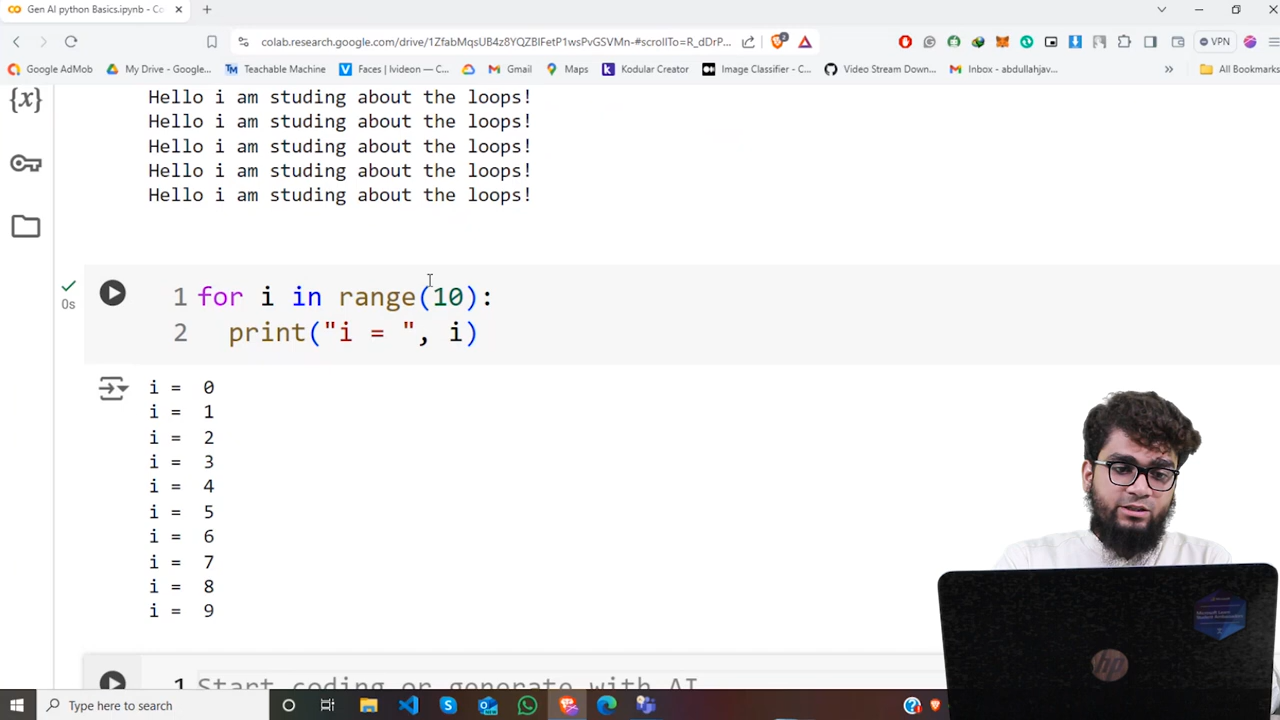 Gen AI python Basics.ipynb - Co
colab.research.google.com/drive/1ZfabMqsUB4z8YQZBlFetP1wsPvGSVMn-#scrollTo=R_dDrP...
2
VPN
Google AdMob
My Drive - Google...
Teachable Machine
Faces | Ivideon — C...
Gmail
Maps
Kodular Creator
Image Classifier - C...
Video Stream Down...
Inbox - abdullahjav...
»
All Bookmarks
{x}
Hello i am studing about the loops!
Hello i am studing about the loops!
Hello i am studing about the loops!
Hello i am studing about the loops!
Hello i am studing about the loops!
0s
1 for i in range(10):
2 print("i = ", i)
i = 0
i = 1
i = 2
i = 3
i = 4
i = 5
i = 6
i = 7
i = 8
i = 9
1 Start coding or generate with AI
hp
Type here to search